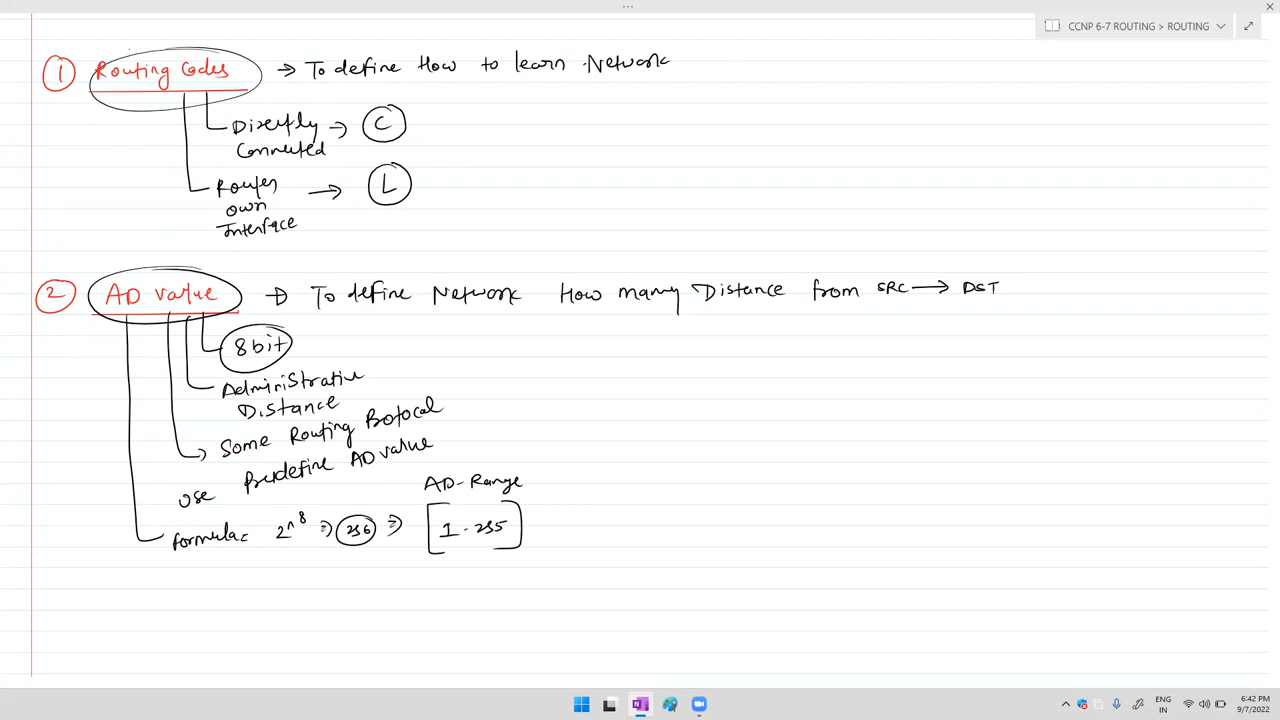 ...
CCNP 6-7 ROUTING > ROUTING
1 Routing Codes → To define How to learn Network
Directly → C
Connected
Router → L
own
Interface
2 AD value → To define Network How many Distance from SRC → DST
8 bit
Administrative
Distance
Some Routing Protocal
use Predefine AD value
AD-Range
formula: 2^8 ⇒ 256 ⇒ [1-255]
ENG
IN
6:42 PM
9/7/2022